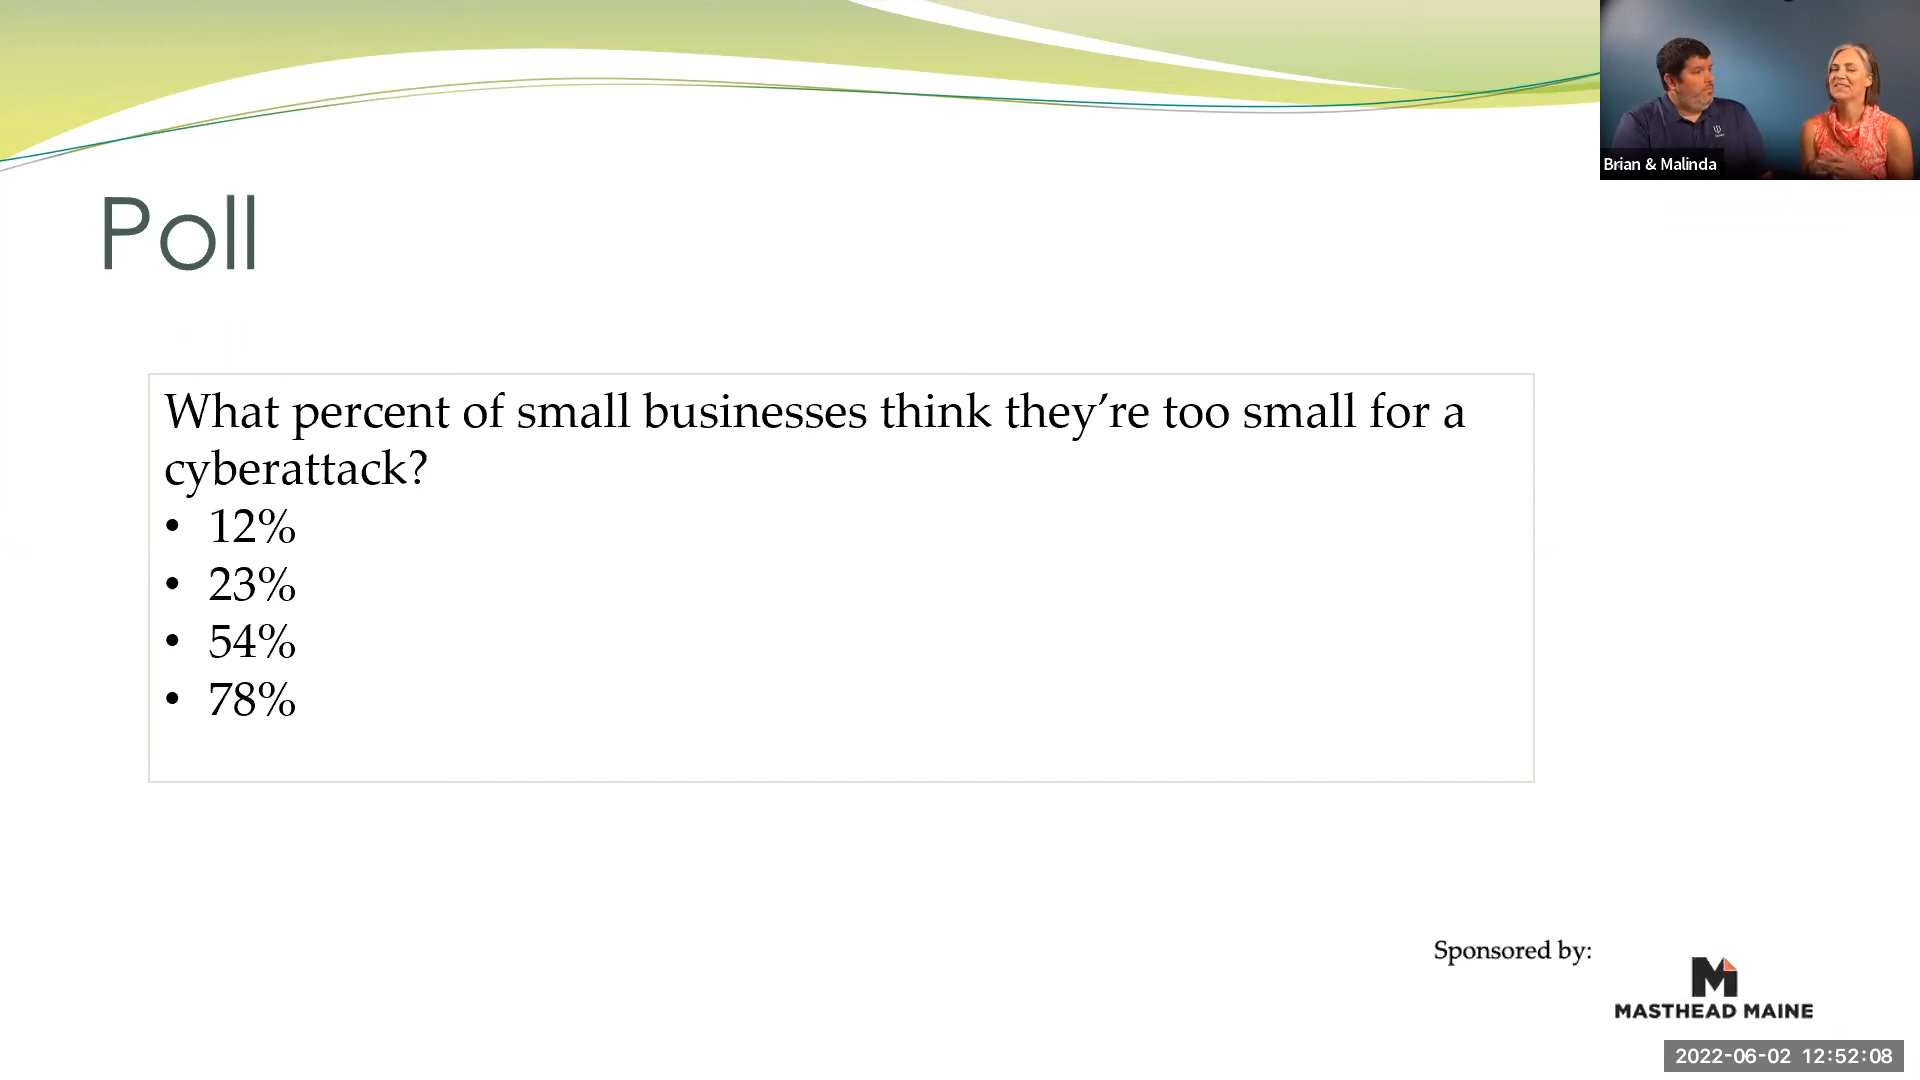 Brian & Malinda
Poll
What percent of small businesses think they’re too small for a
cyberattack?
• 12%
• 23%
• 54%
• 78%
Sponsored by:
M
MASTHEAD MAINE
2022-06-02 12:52:08